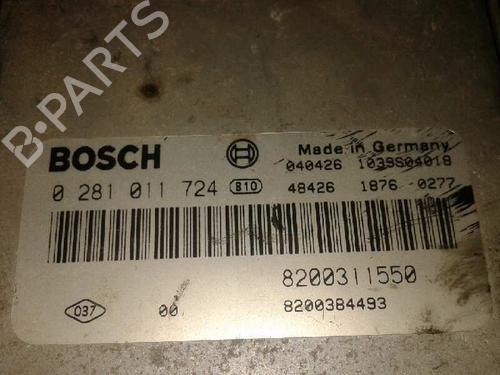 B-PARTS
BOSCH
Made in Germany
040426 1039S04018
0 281 011 724 B10
48426 1876 0277
8200311550
037 00 8200384493